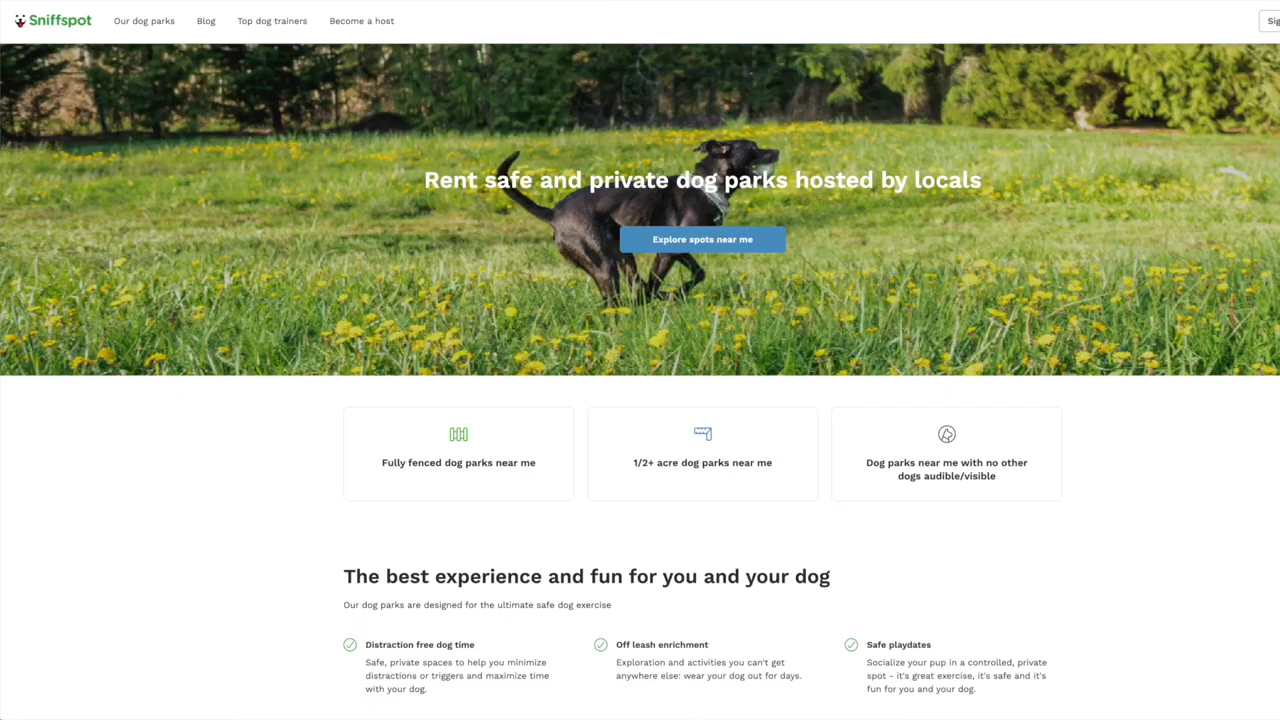 Sniffspot
Our dog parks
Blog
Top dog trainers
Become a host
Rent safe and private dog parks hosted by locals
Explore spots near me
Fully fenced dog parks near me
1/2+ acre dog parks near me
Dog parks near me with no other
dogs audible/visible
The best experience and fun for you and your dog
Our dog parks are designed for the ultimate safe dog exercise
Distraction free dog time
Safe, private spaces to help you minimize
distractions or triggers and maximize time
with your dog.
Off leash enrichment
Exploration and activities you can't get
anywhere else: wear your dog out for days.
Safe playdates
Socialize your pup in a controlled, private
spot - it's great exercise, it's safe and it's
fun for you and your dog.